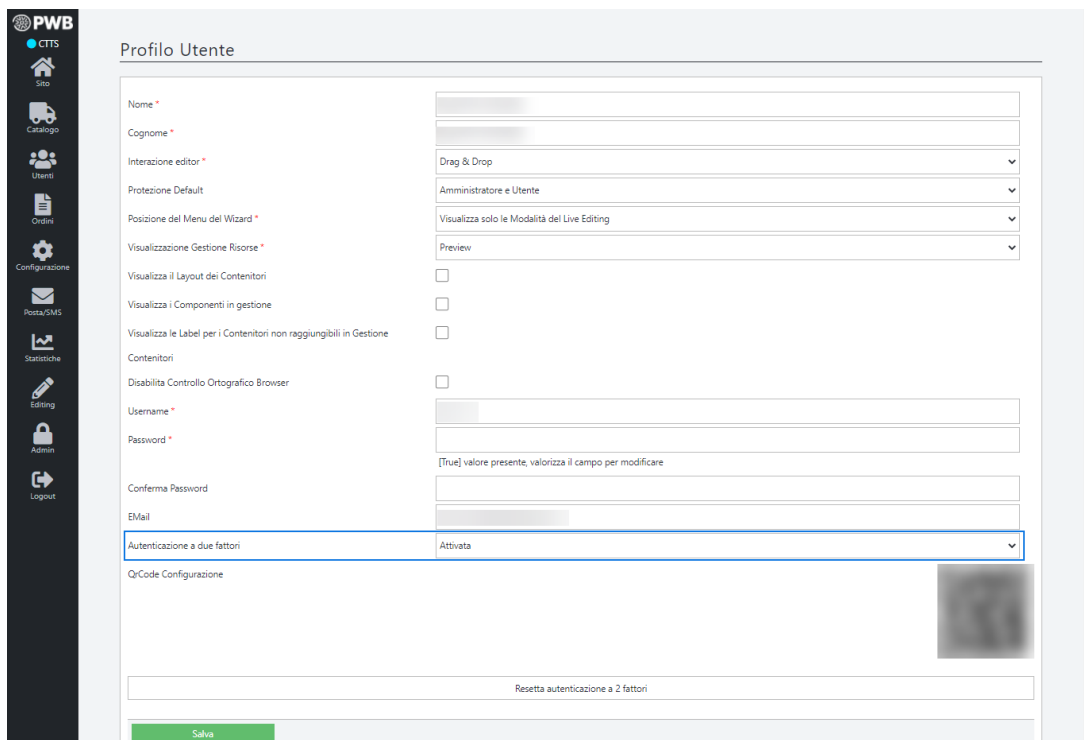 PWB
CTTS
Sito
Catalogo
Utenti
Ordini
Configurazione
Posta/SMS
Statistiche
Editing
Admin
Logout
Profilo Utente
Nome *
Cognome *
Interazione editor * Drag & Drop
Protezione Default Amministratore e Utente
Posizione del Menu del Wizard * Visualizza solo le Modalità del Live Editing
Visualizzazione Gestione Risorse * Preview
Visualizza il Layout dei Contenitori
Visualizza i Componenti in gestione
Visualizza le Label per i Contenitori non raggiungibili in Gestione
Contenitori
Disabilita Controllo Ortografico Browser
Username *
Password *
[True] valore presente, valorizza il campo per modificare
Conferma Password
EMail
Autenticazione a due fattori Attivata
QrCode Configurazione
Resetta autenticazione a 2 fattori
Salva